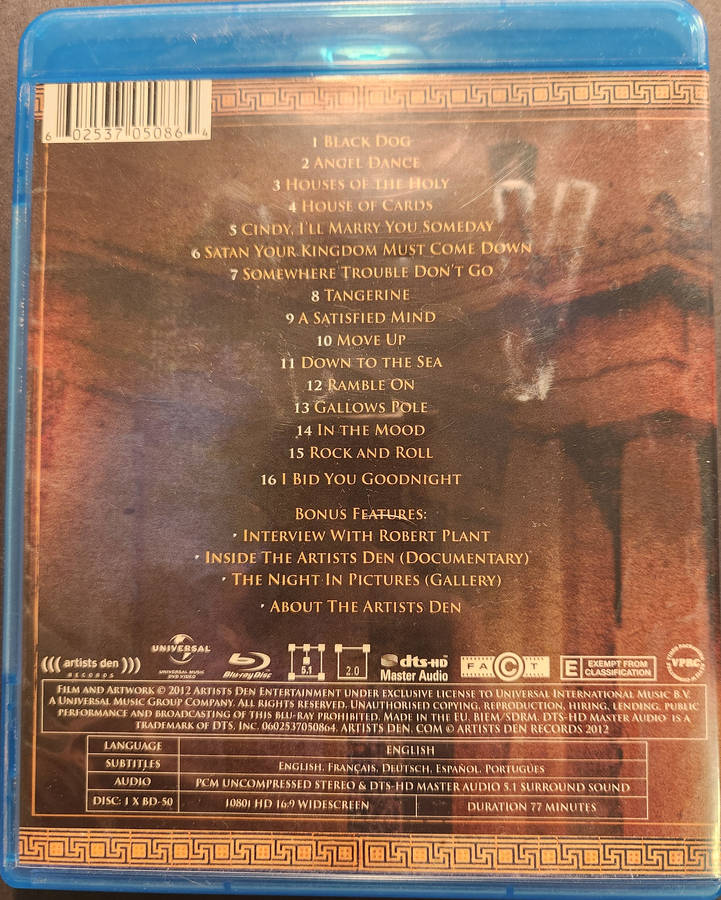 6 02537 05086 4
1 Black Dog
2 Angel Dance
3 Houses of the Holy
4 House of Cards
5 Cindy, I'll Marry You Someday
6 Satan Your Kingdom Must Come Down
7 Somewhere Trouble Don't Go
8 Tangerine
9 A Satisfied Mind
10 Move Up
11 Down to the Sea
12 Ramble On
13 Gallows Pole
14 In the Mood
15 Rock and Roll
16 I Bid You Goodnight
Bonus Features:
• Interview With Robert Plant
• Inside The Artists Den (Documentary)
• The Night In Pictures (Gallery)
• About The Artists Den
((( artists den )))
RECORDS
UNIVERSAL
UNIVERSAL MUSIC
DVD VIDEO
Blu-ray Disc
5.1
2.0
dts-HD
Master Audio
FACT
E EXEMPT FROM CLASSIFICATION
VPRC
Film and Artwork © 2012 Artists Den Entertainment under exclusive license to Universal International Music B.V.
A Universal Music Group Company. All rights reserved. Unauthorised copying, reproduction, hiring, lending, public
performance and broadcasting of this Blu-ray prohibited. Made in the EU. BIEM/SDRM. DTS-HD Master Audio is a
trademark of DTS, Inc. 0602537050864. ARTISTS DEN. COM © Artists Den Records 2012
LANGUAGE ENGLISH
SUBTITLES English, Français, Deutsch, Español, Portugués
AUDIO PCM UNCOMPRESSED STEREO & DTS-HD MASTER AUDIO 5.1 SURROUND SOUND
DISC: 1 X BD-50 1080i HD 16:9 WIDESCREEN DURATION 77 MINUTES